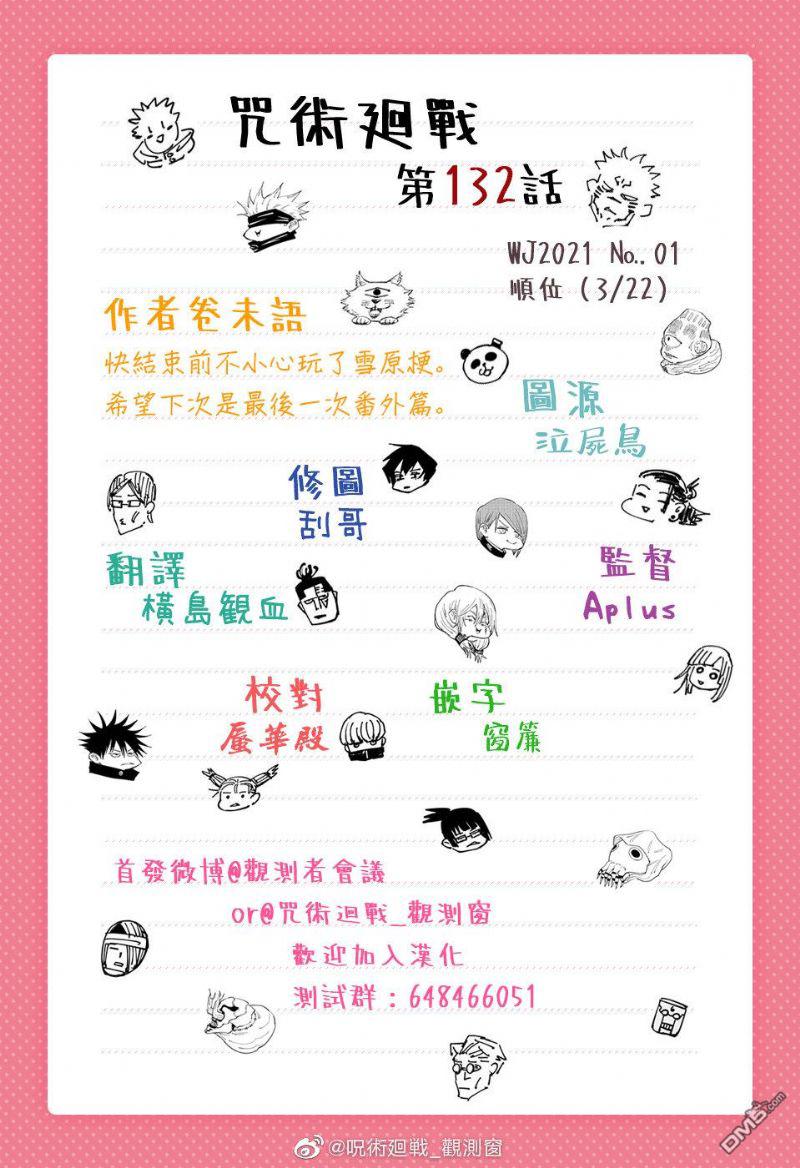 咒術廻戰
第132話
WJ2021 No..01
順位(3/22)
作者卷末語
快結束前不小心玩了雪原梗。
希望下次是最後一次番外篇。
圖源
泣屍鳥
修圖
刮哥
翻譯
橫島観血
監督
Aplus
校對
蜃華殿
嵌字
窗簾
首發微博@觀測者會議
or@咒術迴戰_觀測窗
歡迎加入漢化
測試群：648466051
@呪術廻戦_觀測窗
DM5.com